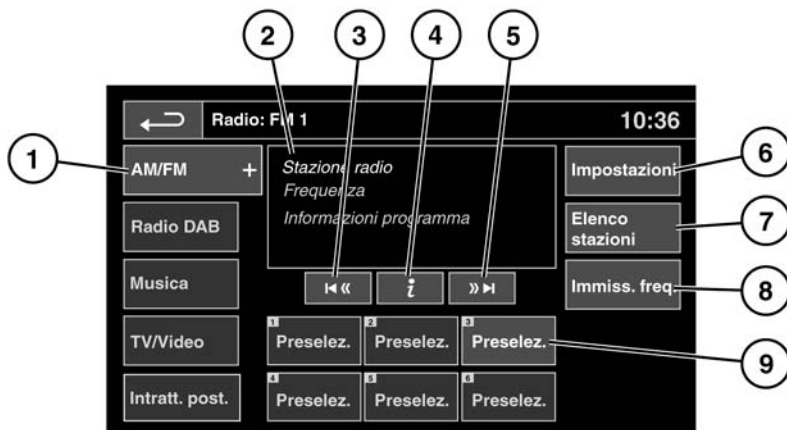 2 3 4 5
Radio: FM 1 10:36
1 6
AM/FM + Stazione radio Impostazioni
Frequenza
Informazioni programma
Radio DAB Elenco stazioni 7
Musica i Immiss. freq. 8
TV/Video 1 Preselez. 2 Preselez. 3 Preselez. 9
Intratt. post. 4 Preselez. 5 Preselez. 6 Preselez.